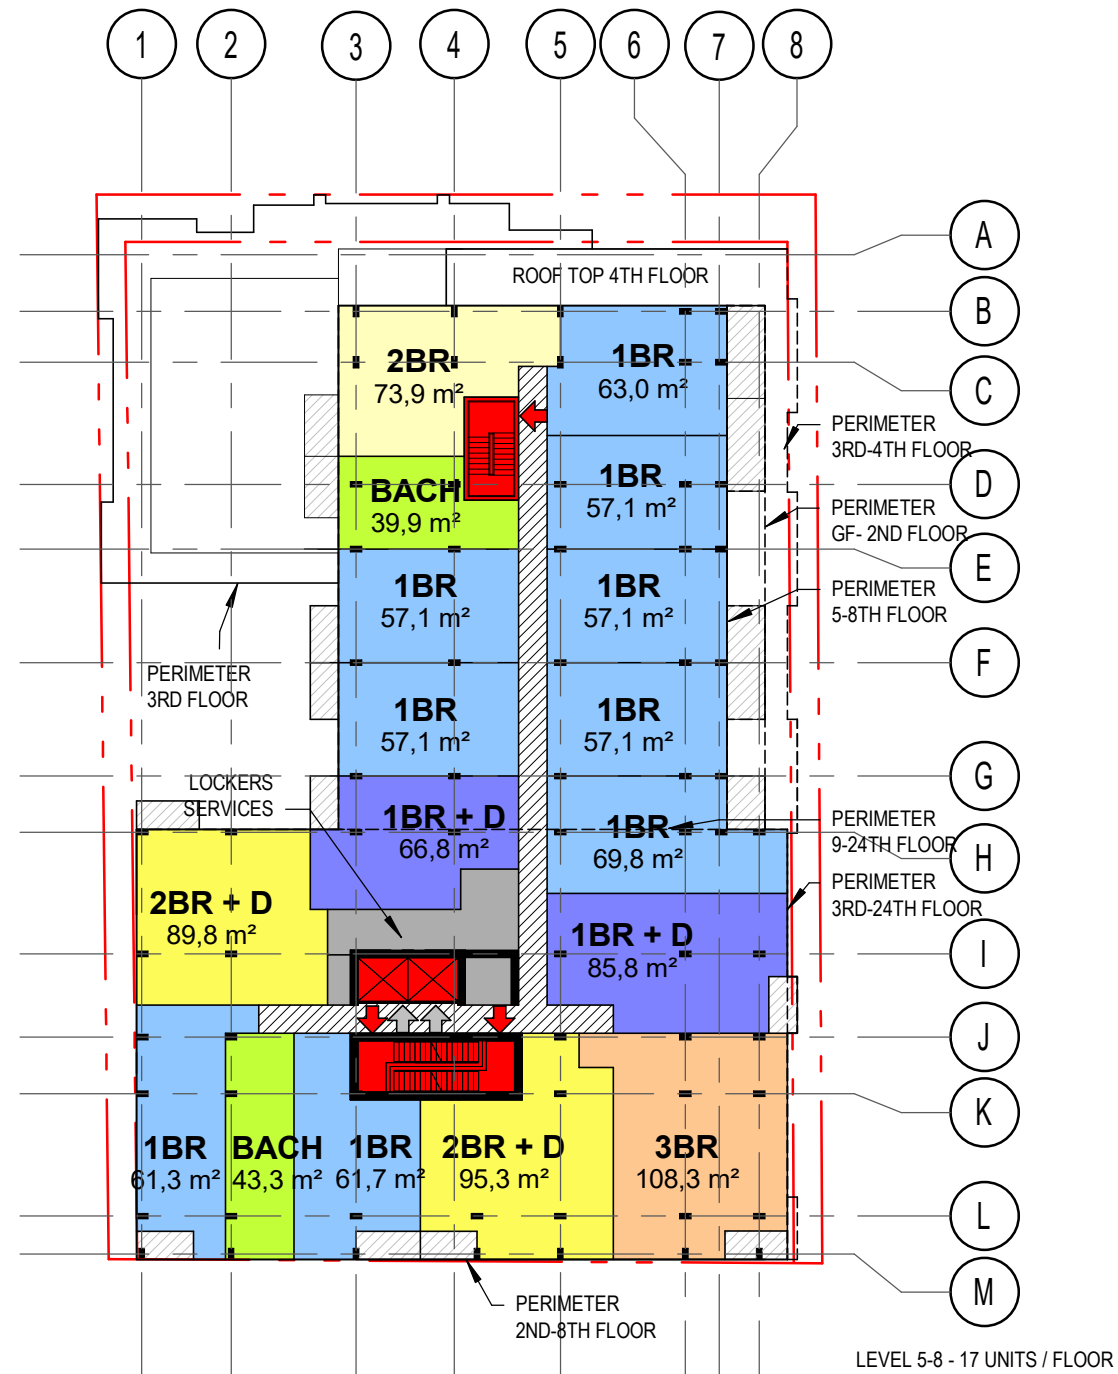 1
2
3
4
5
6
7
8
A
B
C
D
E
F
G
H
I
J
K
L
M
ROOF TOP 4TH FLOOR
2BR
73,9 m²
1BR
63,0 m²
PERIMETER
3RD-4TH FLOOR
BACH
39,9 m²
1BR
57,1 m²
PERIMETER
GF- 2ND FLOOR
1BR
57,1 m²
1BR
57,1 m²
PERIMETER
5-8TH FLOOR
PERIMETER
3RD FLOOR
1BR
57,1 m²
1BR
57,1 m²
LOCKERS
SERVICES
1BR + D
66,8 m²
1BR
69,8 m²
PERIMETER
9-24TH FLOOR
PERIMETER
3RD-24TH FLOOR
2BR + D
89,8 m²
1BR + D
85,8 m²
1BR
61,3 m²
BACH
43,3 m²
1BR
61,7 m²
2BR + D
95,3 m²
3BR
108,3 m²
PERIMETER
2ND-8TH FLOOR
LEVEL 5-8 - 17 UNITS / FLOOR